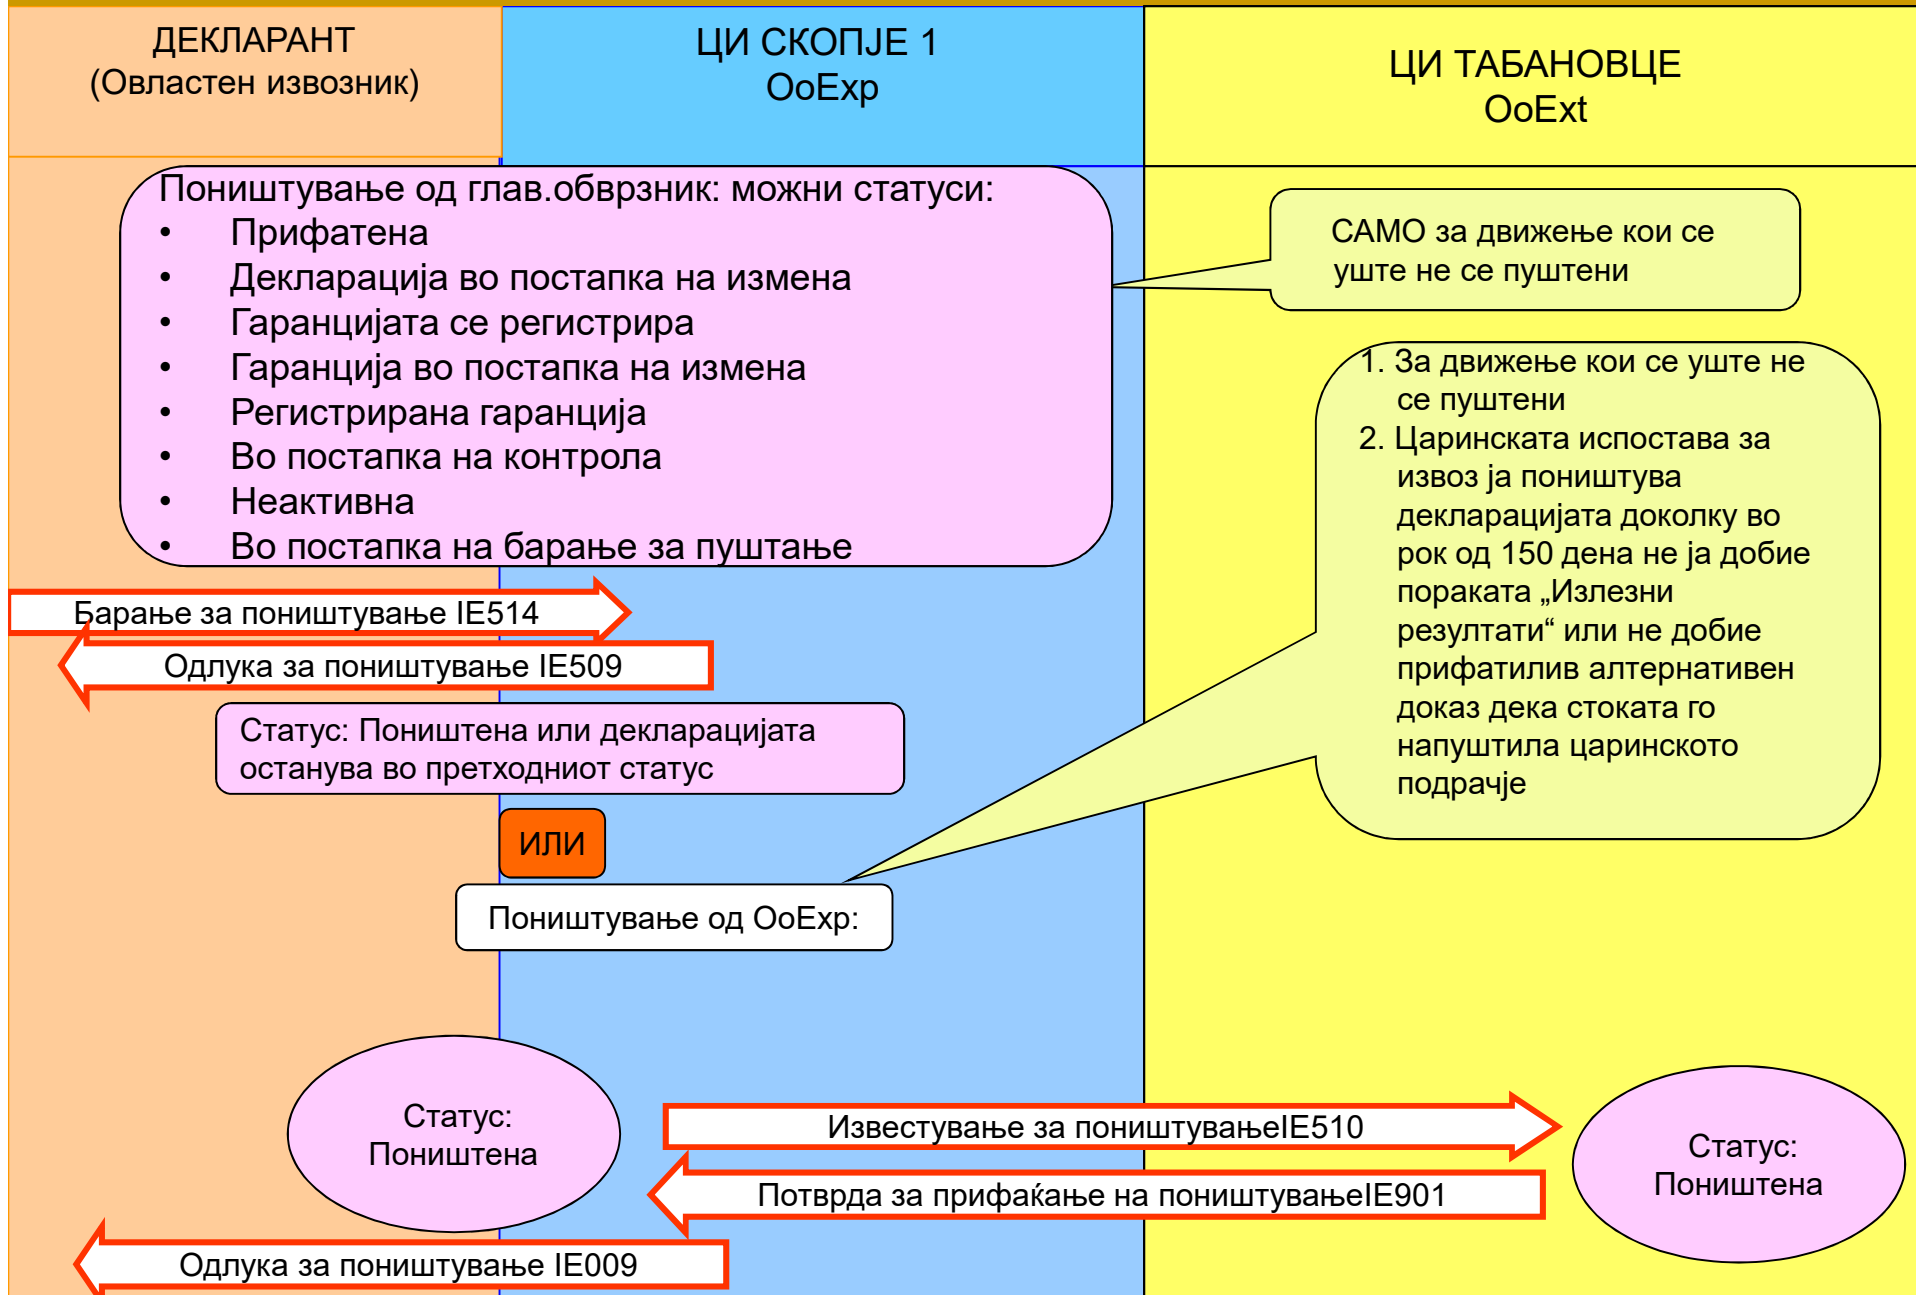 ДЕКЛАРАНТ
(Овластен извозник)
ЦИ СКОПЈЕ 1
OoExp
ЦИ ТАБАНОВЦЕ
OoExt
Поништување од глав.обврзник: можни статуси:
• Прифатена
• Декларација во постапка на измена
• Гаранцијата се регистрира
• Гаранција во постапка на измена
• Регистрирана гаранција
• Во постапка на контрола
• Неактивна
• Во постапка на барање за пуштање
САМО за движење кои се
уште не се пуштени
1. За движење кои се уште не
се пуштени
2. Царинската испостава за
извоз ја поништува
декларацијата доколку во
рок од 150 дена не ја добие
пораката „Излезни
резултати“ или не добие
прифатилив алтернативен
доказ дека стоката го
напуштила царинското
подрачје
Барање за поништување IE514
Одлука за поништување IE509
Статус: Поништена или декларацијата
останува во претходниот статус
ИЛИ
Поништување од OoExp:
Статус:
Поништена
Известување за поништувањеIE510
Потврда за прифаќање на поништувањеIE901
Статус:
Поништена
Одлука за поништување IE009